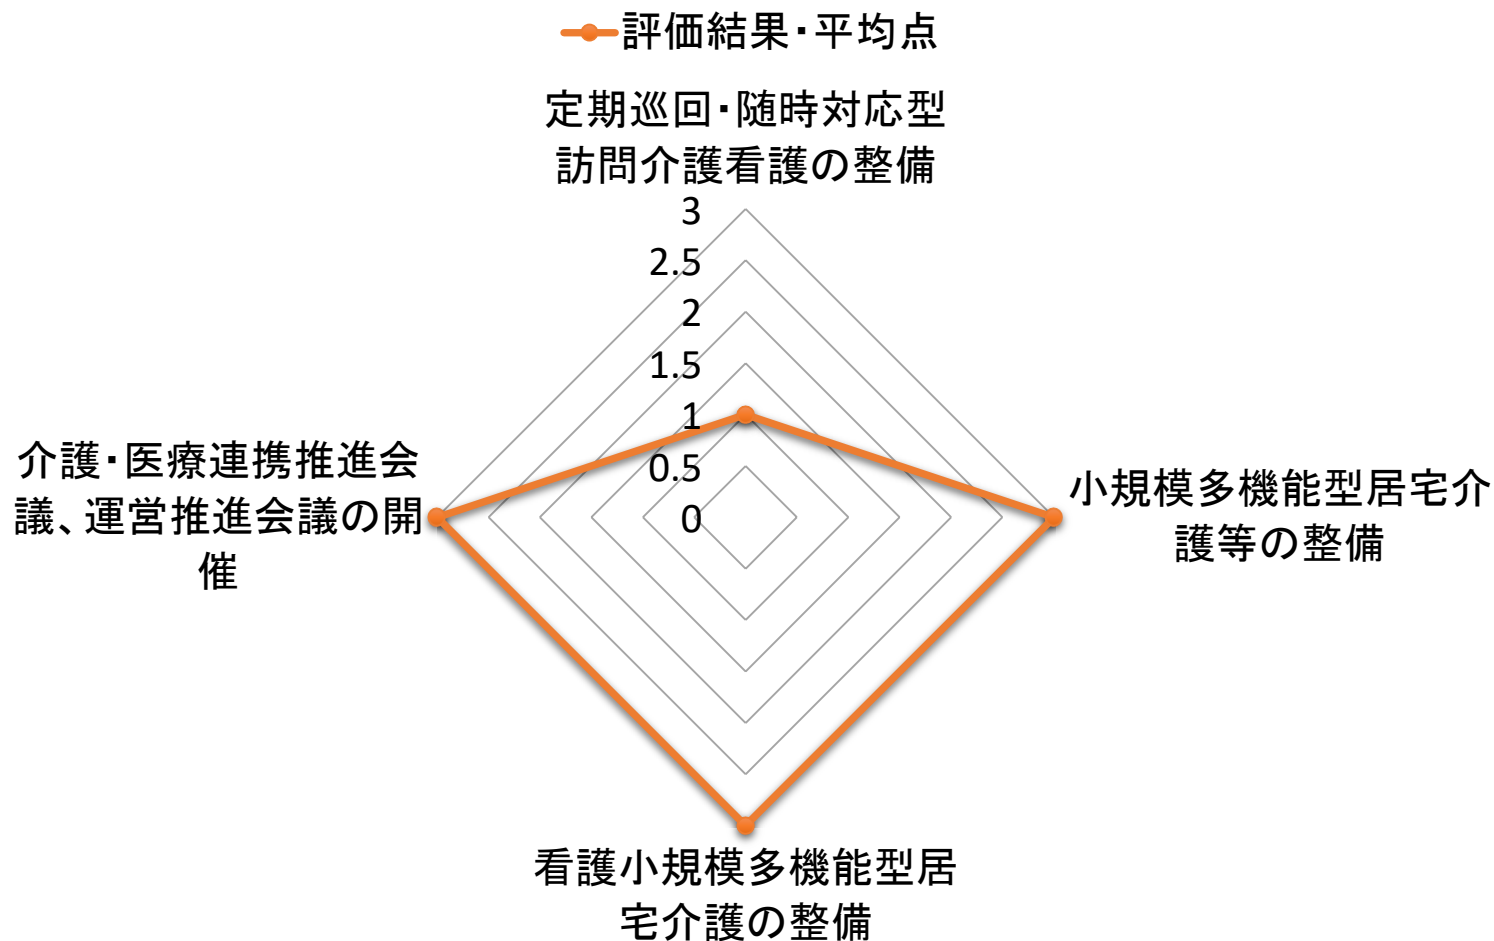 評価結果・平均点
定期巡回・随時対応型
訪問介護看護の整備
3
2.5
2
1.5
1
0.5
0
小規模多機能型居宅介
護等の整備
看護小規模多機能型居
宅介護の整備
介護・医療連携推進会
議、運営推進会議の開
催